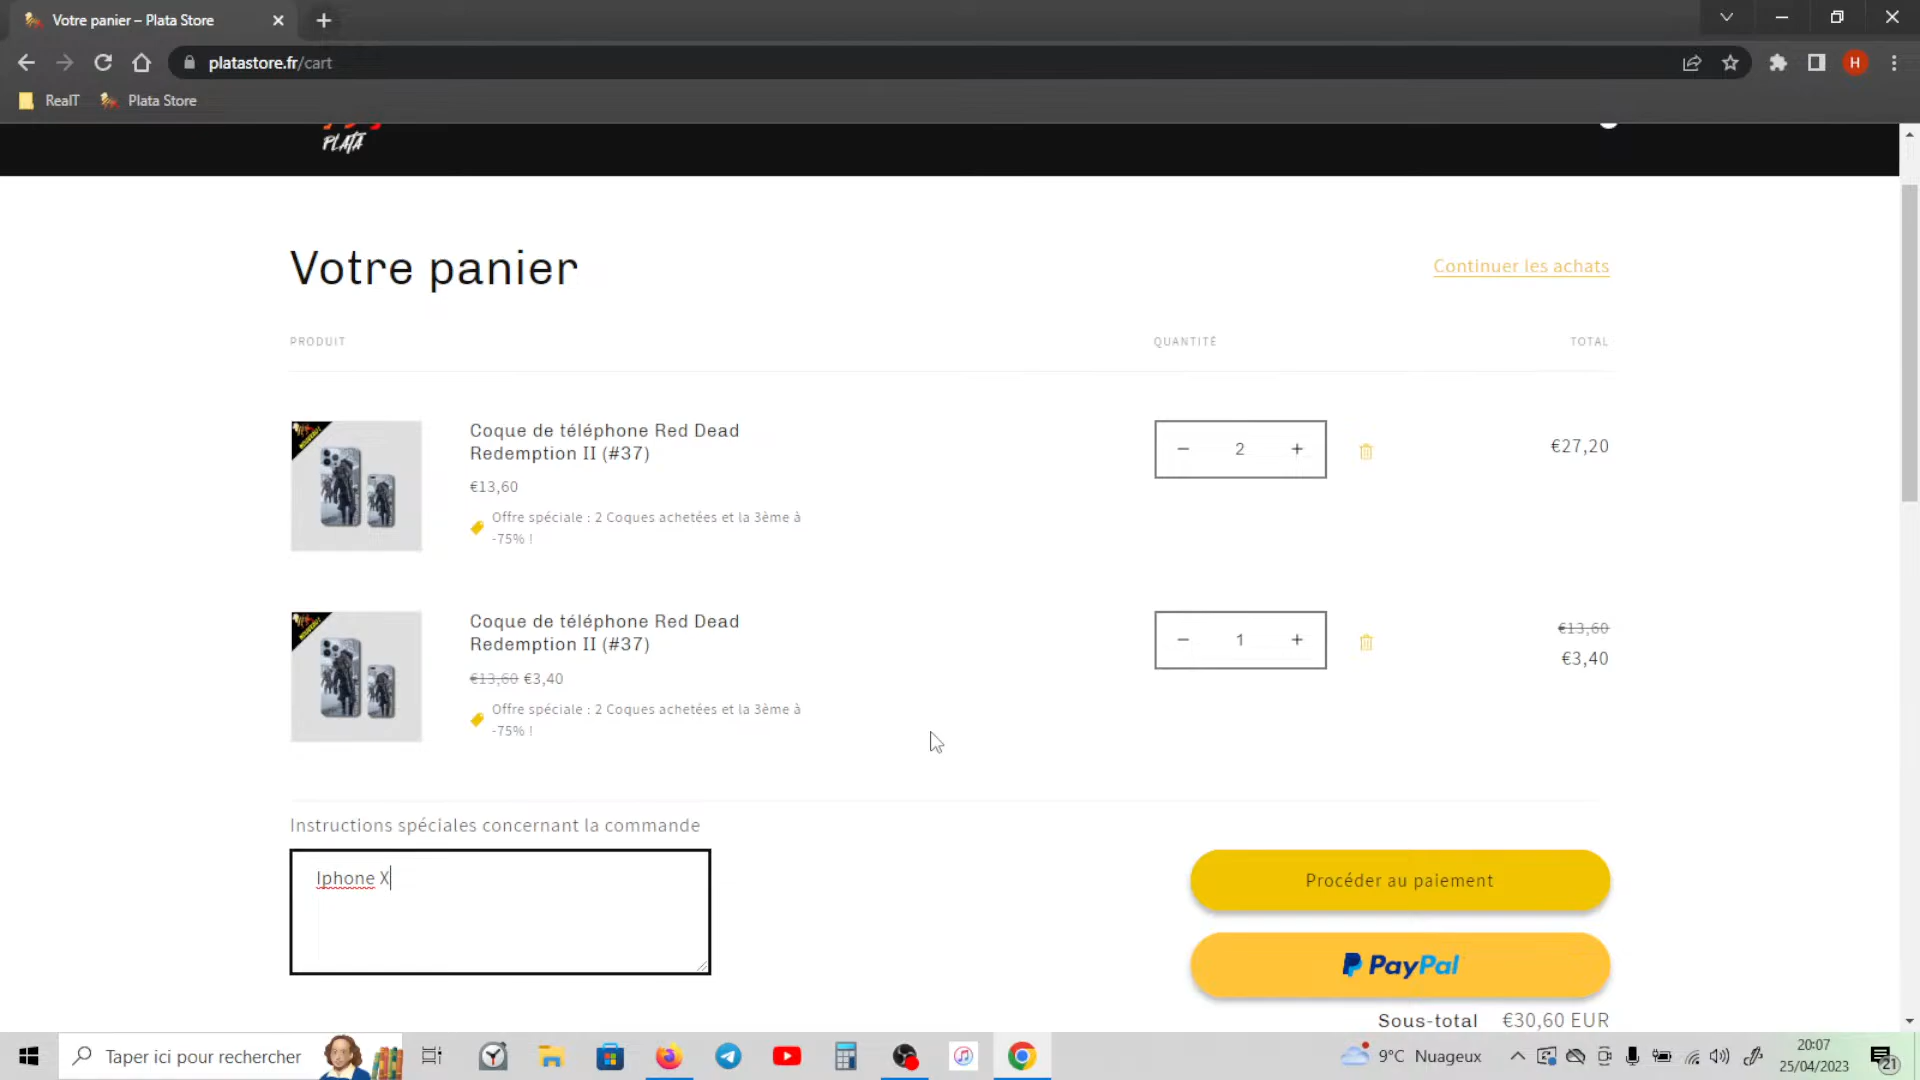 Votre panier – Plata Store
platastore.fr/cart
H
RealT
Plata Store
PLATA
Votre panier
Continuer les achats
PRODUIT
QUANTITÉ
TOTAL
Coque de téléphone Red Dead
Redemption II (#37)
€13,60
Offre spéciale : 2 Coques achetées et la 3ème à
-75% !
2
€27,20
Coque de téléphone Red Dead
Redemption II (#37)
€13,60 €3,40
Offre spéciale : 2 Coques achetées et la 3ème à
-75% !
1
€13,60
€3,40
Instructions spéciales concernant la commande
Iphone X
Procéder au paiement
PayPal
Sous-total €30,60 EUR
Taper ici pour rechercher
9°C Nuageux
20:07
25/04/2023
21